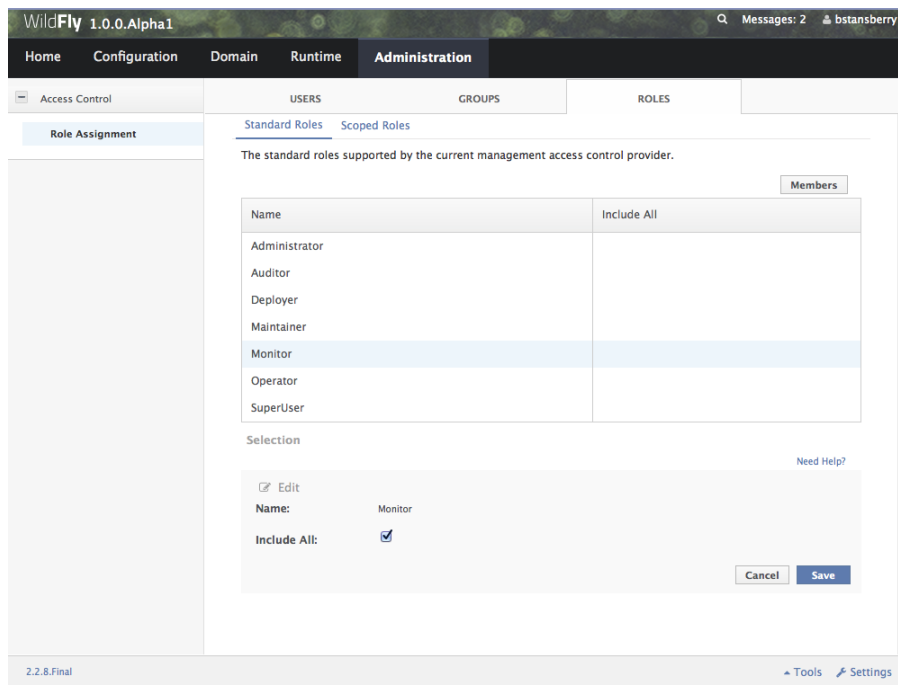 WildFly 1.0.0.Alpha1 Messages: 2 bstansberry
Home Configuration Domain Runtime Administration
Access Control USERS GROUPS ROLES
Role Assignment Standard Roles Scoped Roles
The standard roles supported by the current management access control provider.
Members
Name Include All
Administrator
Auditor
Deployer
Maintainer
Monitor
Operator
SuperUser
Selection
Need Help?
Edit
Name: Monitor
Include All:
Cancel Save
2.2.8.Final Tools Settings